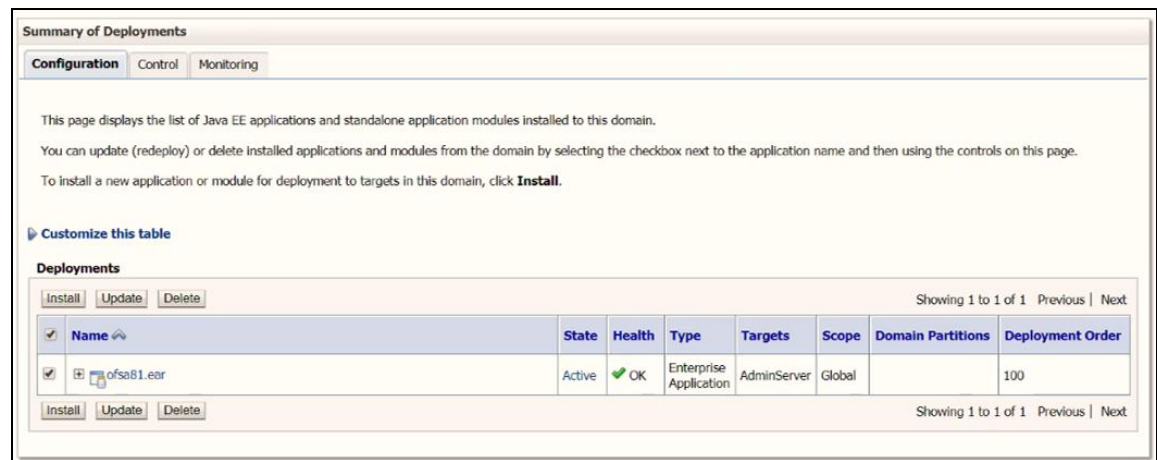 Summary of Deployments
Configuration Control Monitoring
This page displays the list of Java EE applications and standalone application modules installed to this domain.
You can update (redeploy) or delete installed applications and modules from the domain by selecting the checkbox next to the application name and then using the controls on this page.
To install a new application or module for deployment to targets in this domain, click Install.
Customize this table
Deployments
Install Update Delete Showing 1 to 1 of 1 Previous | Next
Name State Health Type Targets Scope Domain Partitions Deployment Order
ofsa81.ear Active OK Enterprise Application AdminServer Global 100
Install Update Delete Showing 1 to 1 of 1 Previous | Next